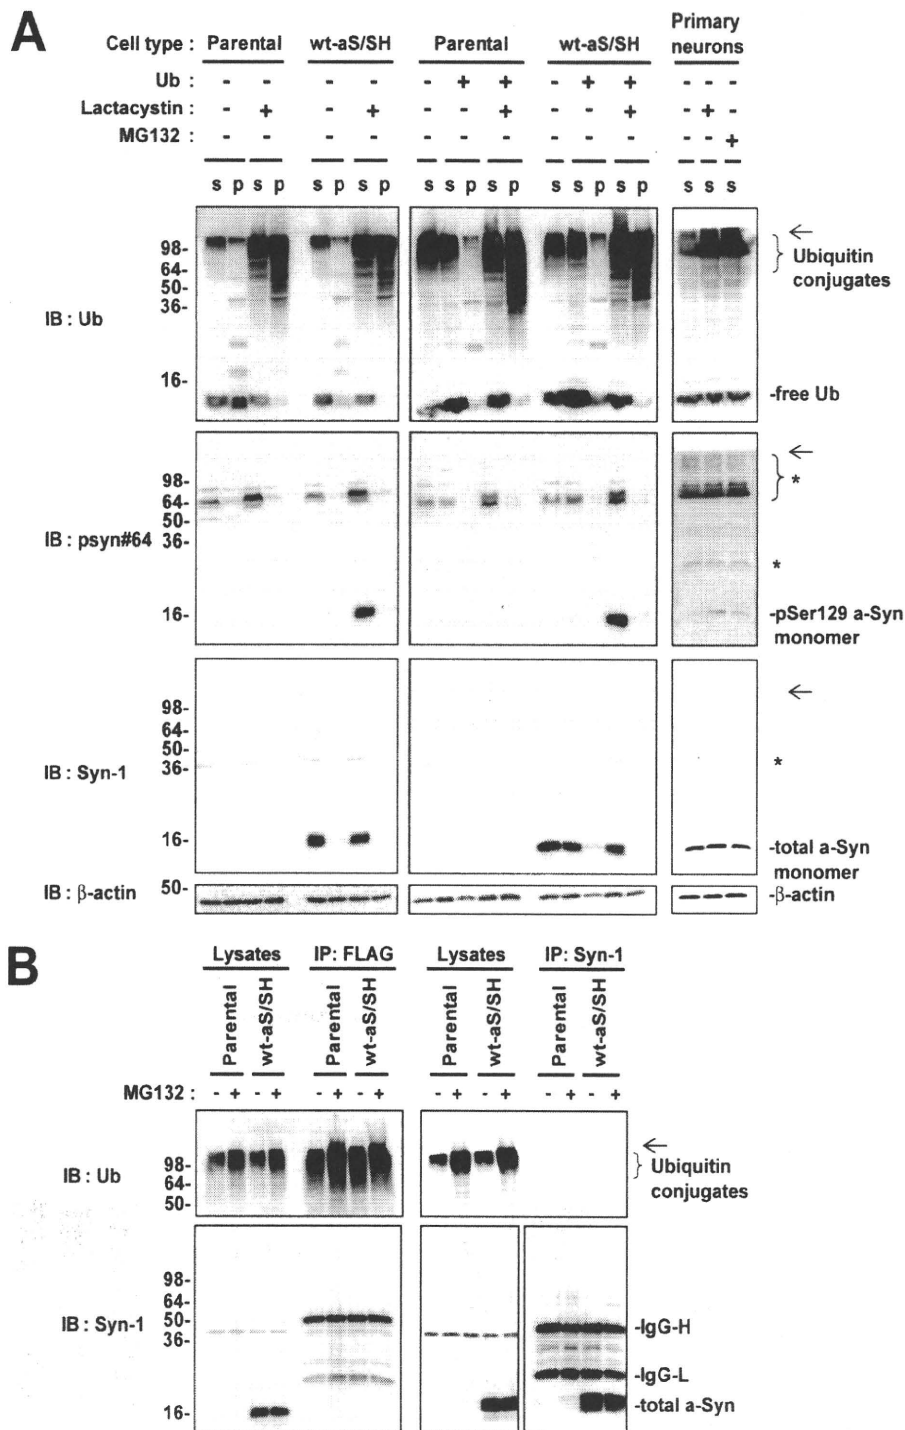 A
Primary
Cell type : Parental wt-aS/SH Parental wt-aS/SH neurons
Ub : - - - - - + + - + + - - -
Lactacystin : - + - + - - + - - + - + -
MG132 : - - - - - - - - - - - - +
s p s p s p s p s s p s p s s p s p s s s
98-
64-
50-
36-
16-
IB : Ub
Ubiquitin
conjugates
-free Ub
98-
64-
50-
36-
16-
IB : psyn#64
*
*
-pSer129 a-Syn
monomer
98-
64-
50-
36-
16-
IB : Syn-1
*
-total a-Syn
monomer
50-
IB : β-actin
-β-actin
B
Lysates IP: FLAG Lysates IP: Syn-1
Parental wt-aS/SH Parental wt-aS/SH Parental wt-aS/SH Parental wt-aS/SH
MG132 : - + - + - + - + - + - + - + - +
98-
64-
50-
IB : Ub
Ubiquitin
conjugates
98-
64-
50-
36-
16-
IB : Syn-1
-IgG-H
-IgG-L
-total a-Syn